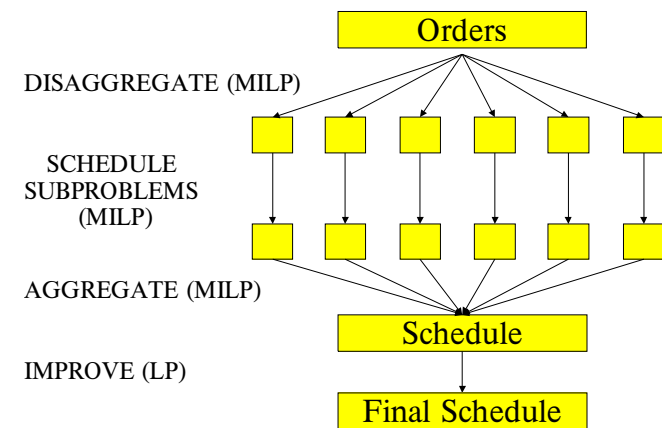 Orders
DISAGGREGATE (MILP)
SCHEDULE
SUBPROBLEMS
(MILP)
AGGREGATE (MILP)
Schedule
IMPROVE (LP)
Final Schedule